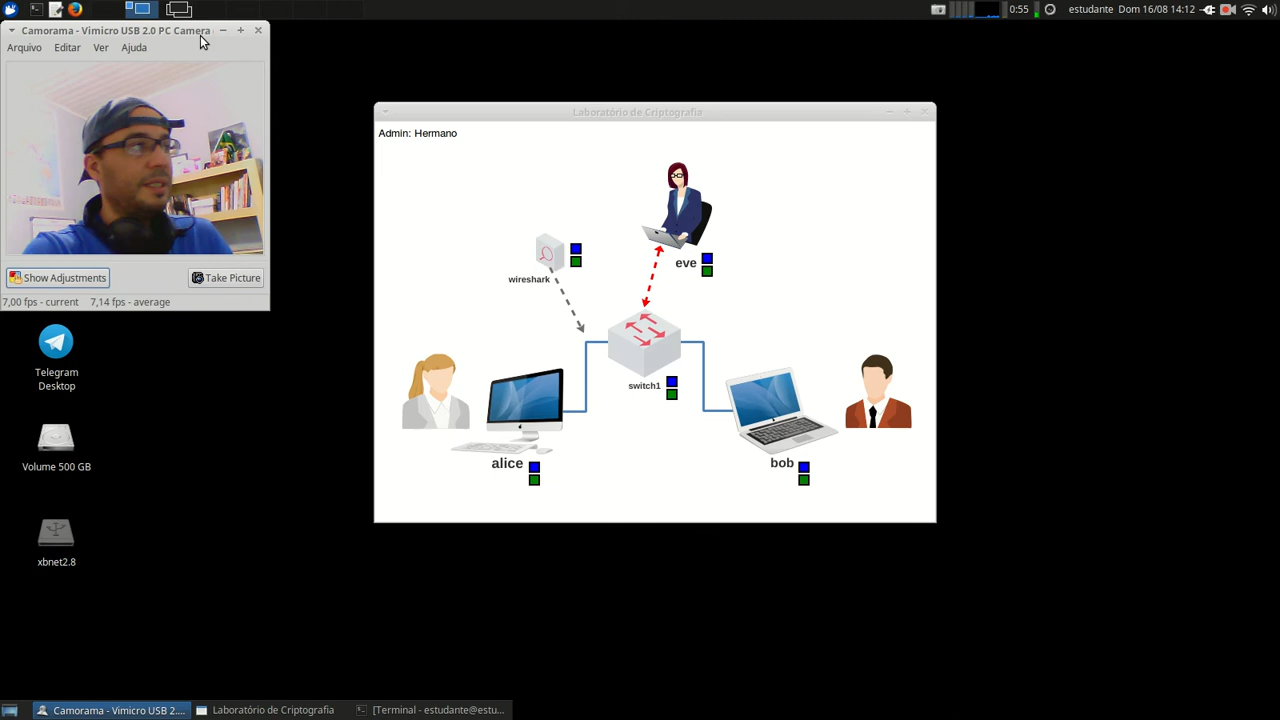 0:55
estudante Dom 16/08 14:12
Camorama - Vimicro USB 2.0 PC Camera
Arquivo Editar Ver Ajuda
Show Adjustments Take Picture
7,00 fps - current 7,14 fps - average
Telegram
Desktop
Volume 500 GB
xbnet2.8
Laboratório de Criptografia
Admin: Hermano
wireshark
eve
switch1
alice
bob
Camorama - Vimicro USB 2....
Laboratório de Criptografia
[Terminal - estudante@estu...